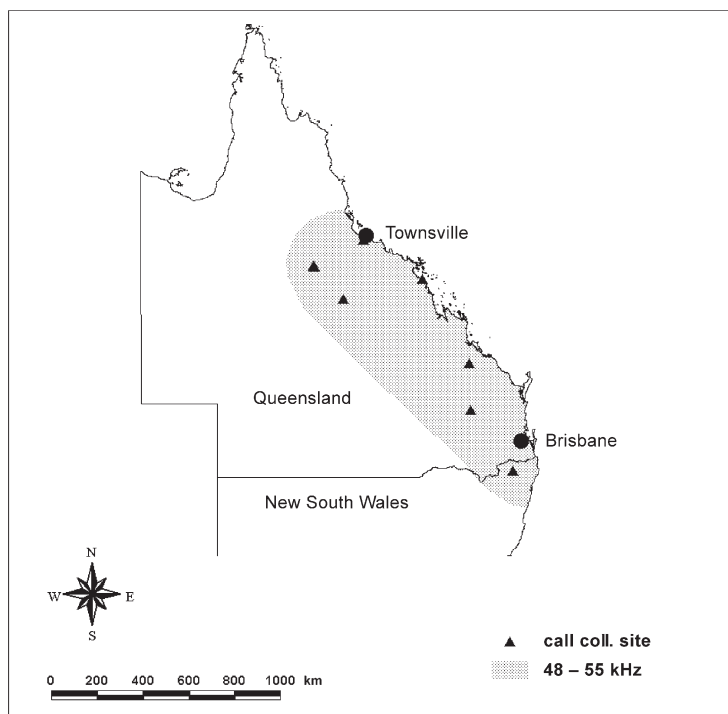 Townsville
Queensland
Brisbane
New South Wales
N
W E
S
call coll. site
48 – 55 kHz
0 200 400 600 800 1000 km